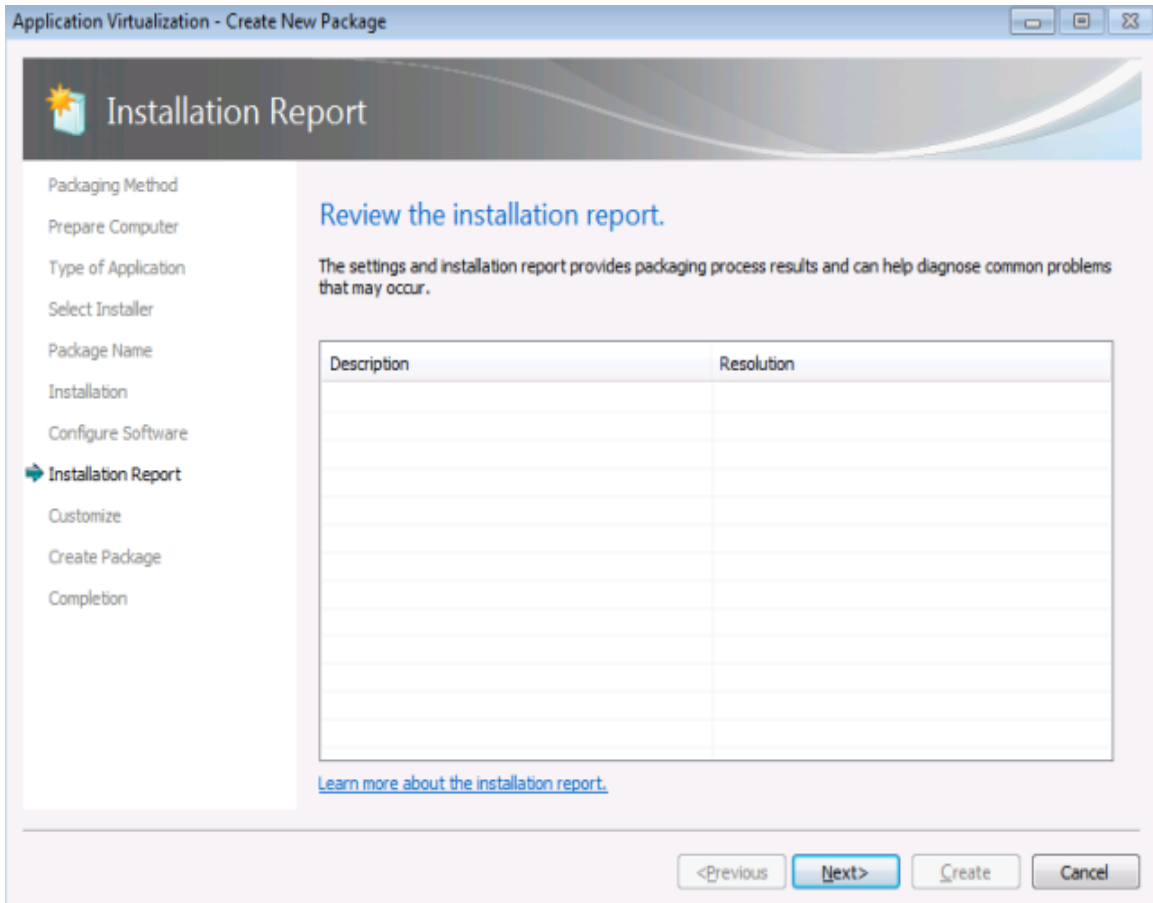 Application Virtualization - Create New Package
Installation Report
Packaging Method
Prepare Computer
Type of Application
Select Installer
Package Name
Installation
Configure Software
Installation Report
Customize
Create Package
Completion
Review the installation report.
The settings and installation report provides packaging process results and can help diagnose common problems
that may occur.
Description Resolution
Learn more about the installation report.
<Previous Next> Create Cancel